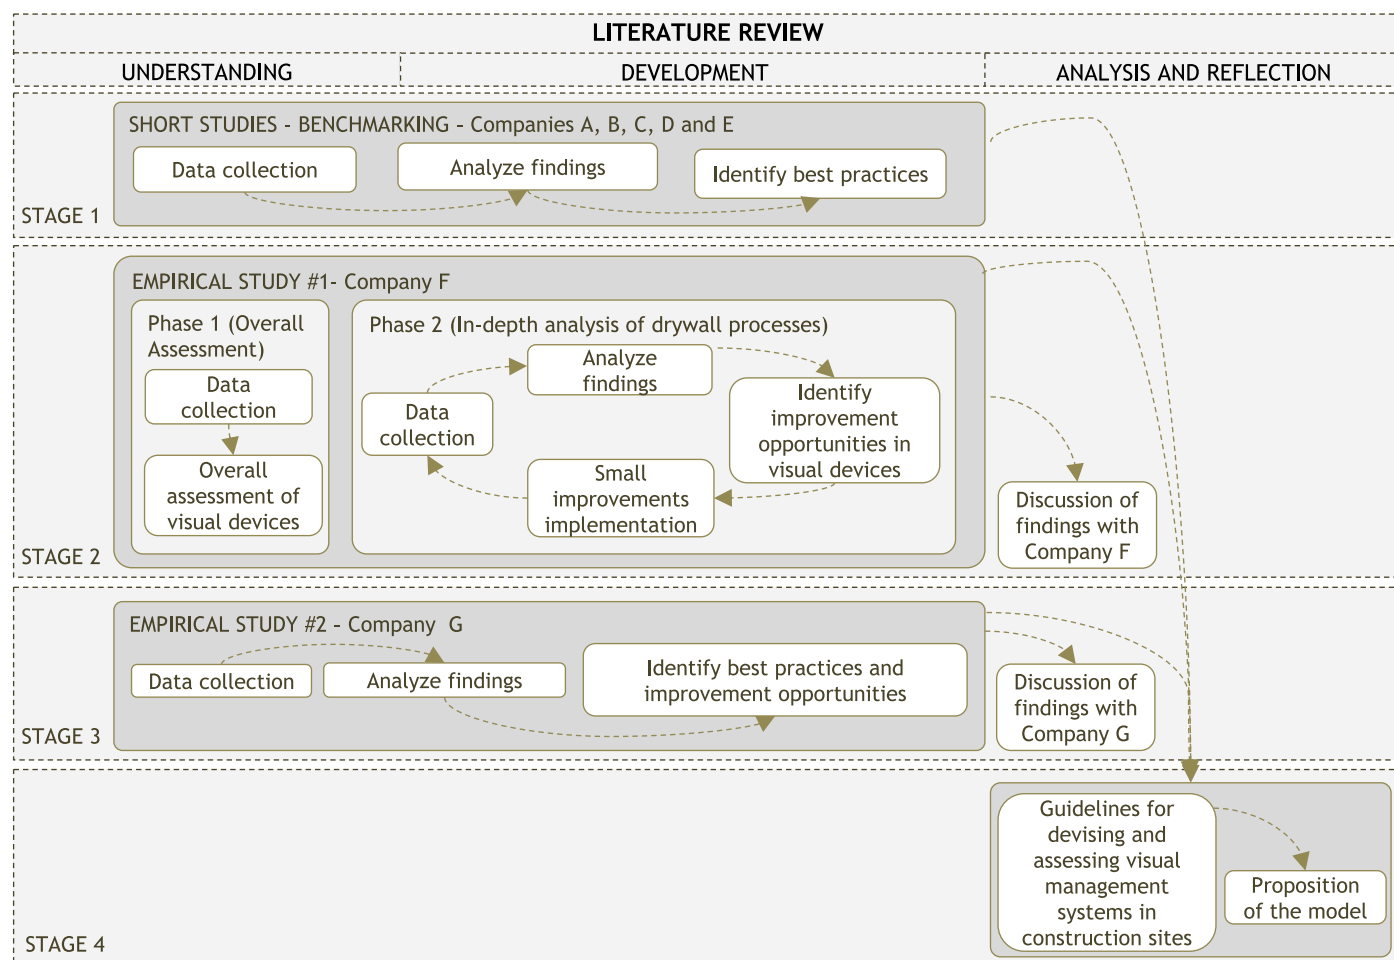 LITERATURE REVIEW
UNDERSTANDING
DEVELOPMENT
ANALYSIS AND REFLECTION
SHORT STUDIES - BENCHMARKING - Companies A, B, C, D and E
Data collection
Analyze findings
Identify best practices
STAGE 1
EMPIRICAL STUDY #1- Company F
Phase 1 (Overall
Assessment)
Data
collection
Overall
assessment of
visual devices
Phase 2 (In-depth analysis of drywall processes)
Analyze
findings
Data
collection
Identify
improvement
opportunities in
visual devices
Small
improvements
implementation
Discussion of
findings with
Company F
STAGE 2
EMPIRICAL STUDY #2 - Company G
Data collection
Analyze findings
Identify best practices and
improvement opportunities
Discussion of
findings with
Company G
STAGE 3
Guidelines for
devising and
assessing visual
management
systems in
construction sites
Proposition
of the model
STAGE 4